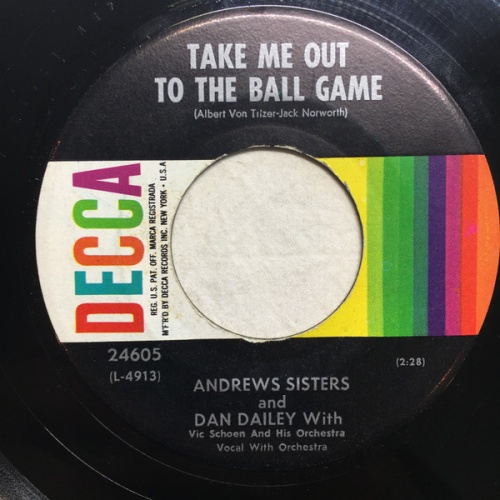 TAKE ME OUT
TO THE BALL GAME
(Albert Von Tilzer-Jack Norworth)
DECCA
REG. U.S. PAT. OFF. MARCA REGISTRADA
M'F'R'D BY DECCA RECORDS INC. NEW YORK • U.S.A
24605
(L-4913)
(2:28)
ANDREWS SISTERS
and
DAN DAILEY With
Vic Schoen And His Orchestra
Vocal With Orchestra